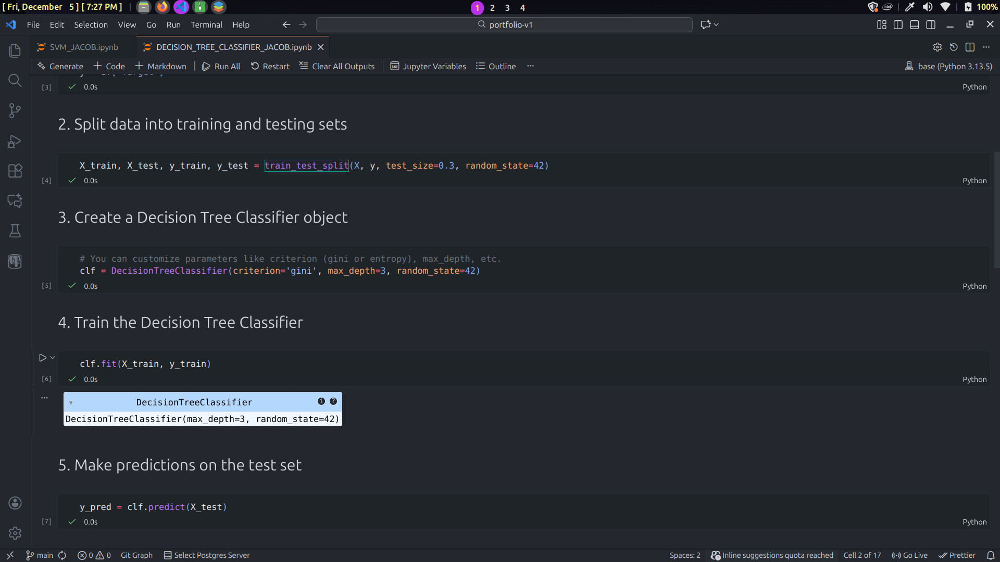 [ Fri, December 5 ] [ 7:27 PM ]
1 2 3 4
100%
File Edit Selection View Go Run Terminal Help
portfolio-v1
SVM_JACOB.ipynb
DECISION_TREE_CLASSIFIER_JACOB.ipynb
Generate + Code + Markdown Run All Restart Clear All Outputs Jupyter Variables Outline ...
base (Python 3.13.5)
[3] 0.0s Python
2. Split data into training and testing sets
X_train, X_test, y_train, y_test = train_test_split(X, y, test_size=0.3, random_state=42)
[4] 0.0s Python
3. Create a Decision Tree Classifier object
# You can customize parameters like criterion (gini or entropy), max_depth, etc.
clf = DecisionTreeClassifier(criterion='gini', max_depth=3, random_state=42)
[5] 0.0s Python
4. Train the Decision Tree Classifier
clf.fit(X_train, y_train)
[6] 0.0s Python
...
DecisionTreeClassifier i ?
DecisionTreeClassifier(max_depth=3, random_state=42)
5. Make predictions on the test set
y_pred = clf.predict(X_test)
[7] 0.0s Python
main 0 0 Git Graph Select Postgres Server Spaces: 2 Inline suggestions quota reached Cell 2 of 17 Go Live Prettier